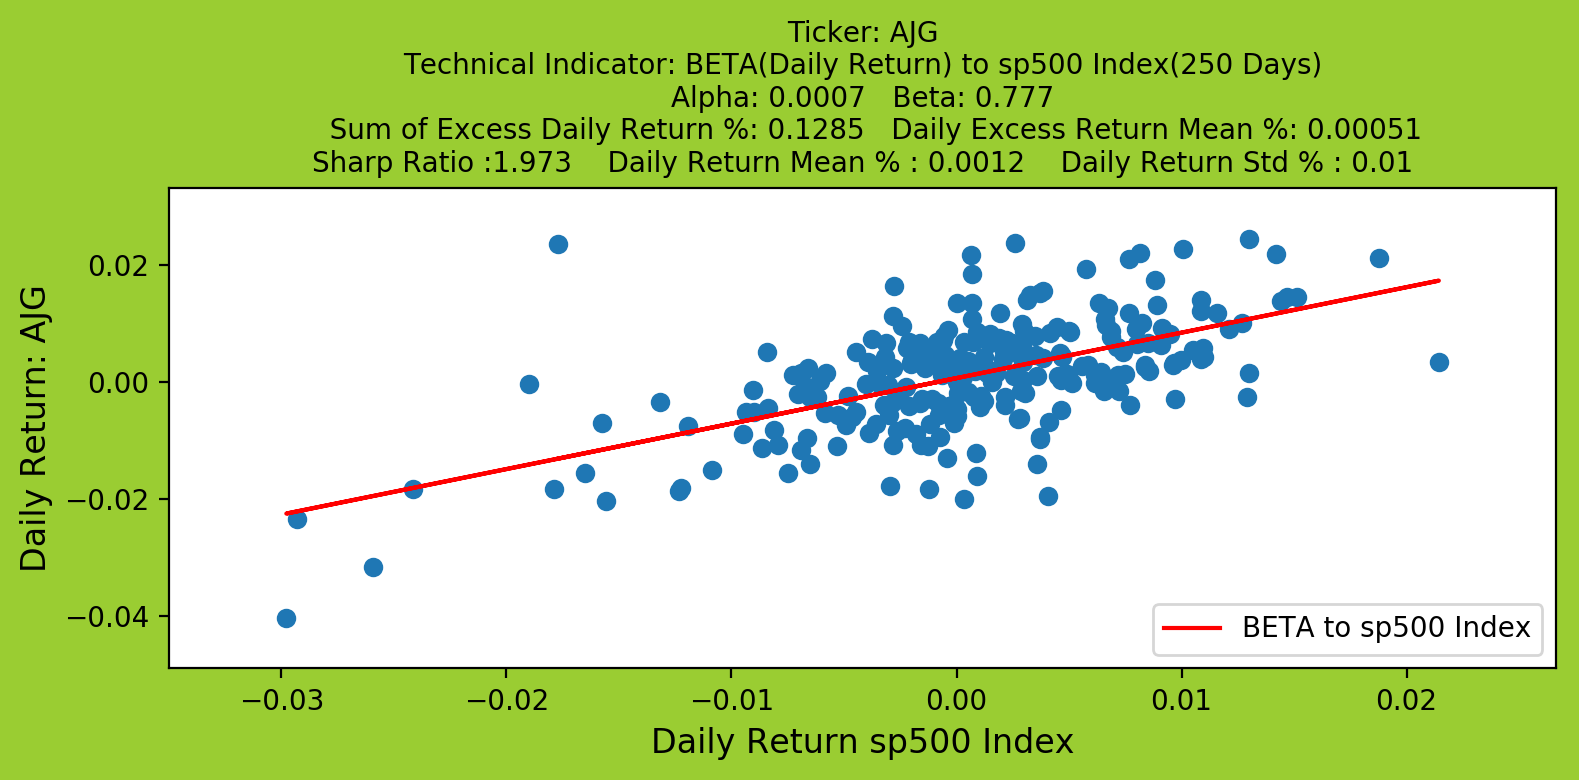 Ticker: AJG
Technical Indicator: BETA(Daily Return) to sp500 Index(250 Days)
Alpha: 0.0007   Beta: 0.777
Sum of Excess Daily Return %: 0.1285   Daily Excess Return Mean %: 0.00051
Sharp Ratio :1.973    Daily Return Mean % : 0.0012    Daily Return Std % : 0.01
Daily Return: AJG
0.02
0.00
−0.02
−0.04
BETA to sp500 Index
−0.03 −0.02 −0.01 0.00 0.01 0.02
Daily Return sp500 Index